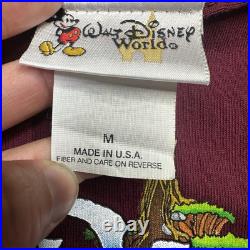 Walt Disney
World
M
MADE IN U.S.A.
FIBER AND CARE ON REVERSE